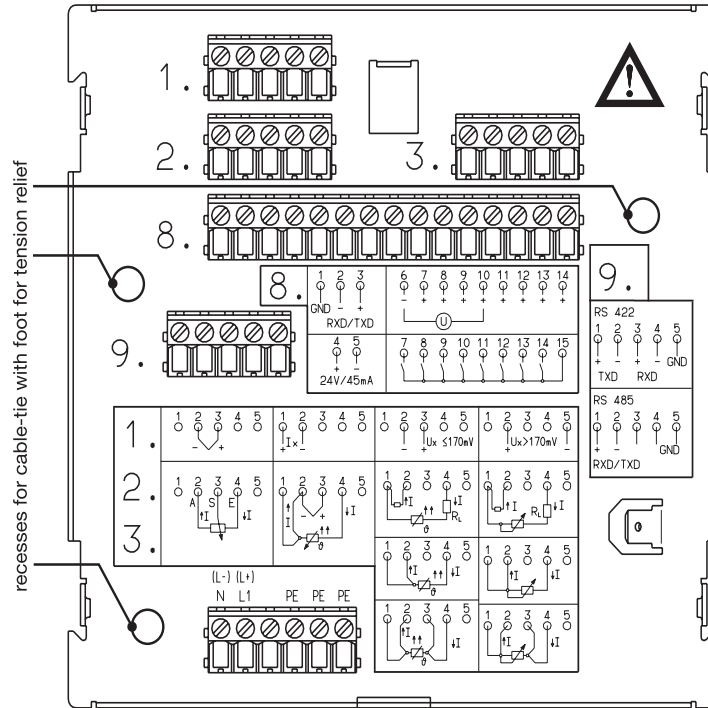 recesses for cable-tie with foot for tension relief
1.
2.
3.
8.
9.
8.
1 2 3
GND - +
RXD/TXD
6 7 8 9 10 11 12 13 14
- + + + + + + + +
U
4 5
+ -
24V/45mA
7 8 9 10 11 12 13 14 15
9.
RS 422
1 2 3 4 5
+ - + - GND
TXD RXD
RS 485
1 2 3 4 5
+ - GND
RXD/TXD
1.
1 2 3 4 5
- +
1 2 3 4 5
+ Ix -
1 2 3 4 5
- + Ux ≤170mV
1 2 3 4 5
+ Ux>170mV -
2.
3.
1 2 3 4 5
A S E
I I
1 2 3 4 5
- +
I I
ϑ
1 2 3 4 5
I I
RL
ϑ
1 2 3 4 5
I I
RL
1 2 3 4 5
I I
ϑ
1 2 3 4 5
I I
1 2 3 4 5
I I
ϑ
1 2 3 4 5
I I
(L-) (L+)
N L1 PE PE PE